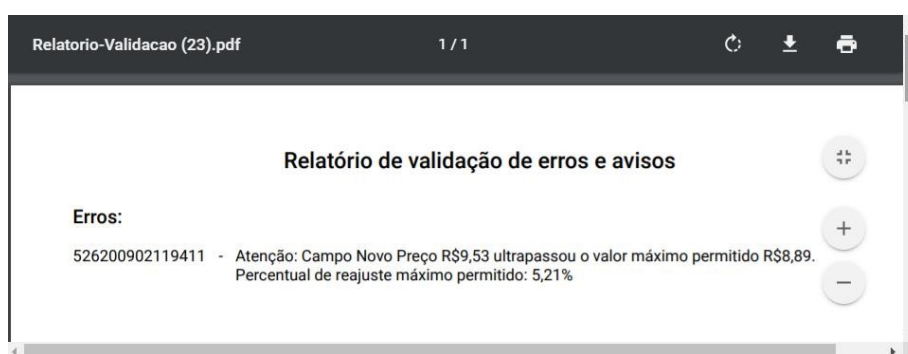 Relatorio-Validacao (23).pdf
1 / 1
Relatório de validação de erros e avisos
Erros:
526200902119411 - Atenção: Campo Novo Preço R$9,53 ultrapassou o valor máximo permitido R$8,89.
Percentual de reajuste máximo permitido: 5,21%